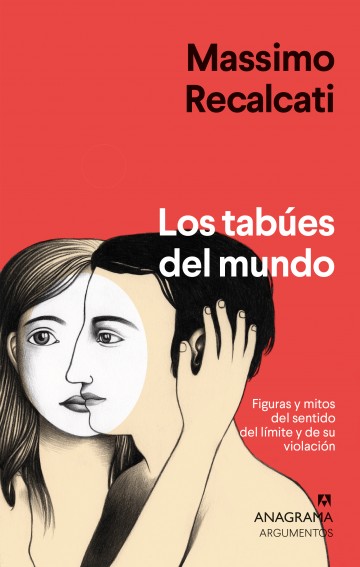 Massimo
Recalcati
Los tabúes
del mundo
Figuras y mitos
del sentido
del límite y de su
violación
ANAGRAMA
ARGUMENTOS